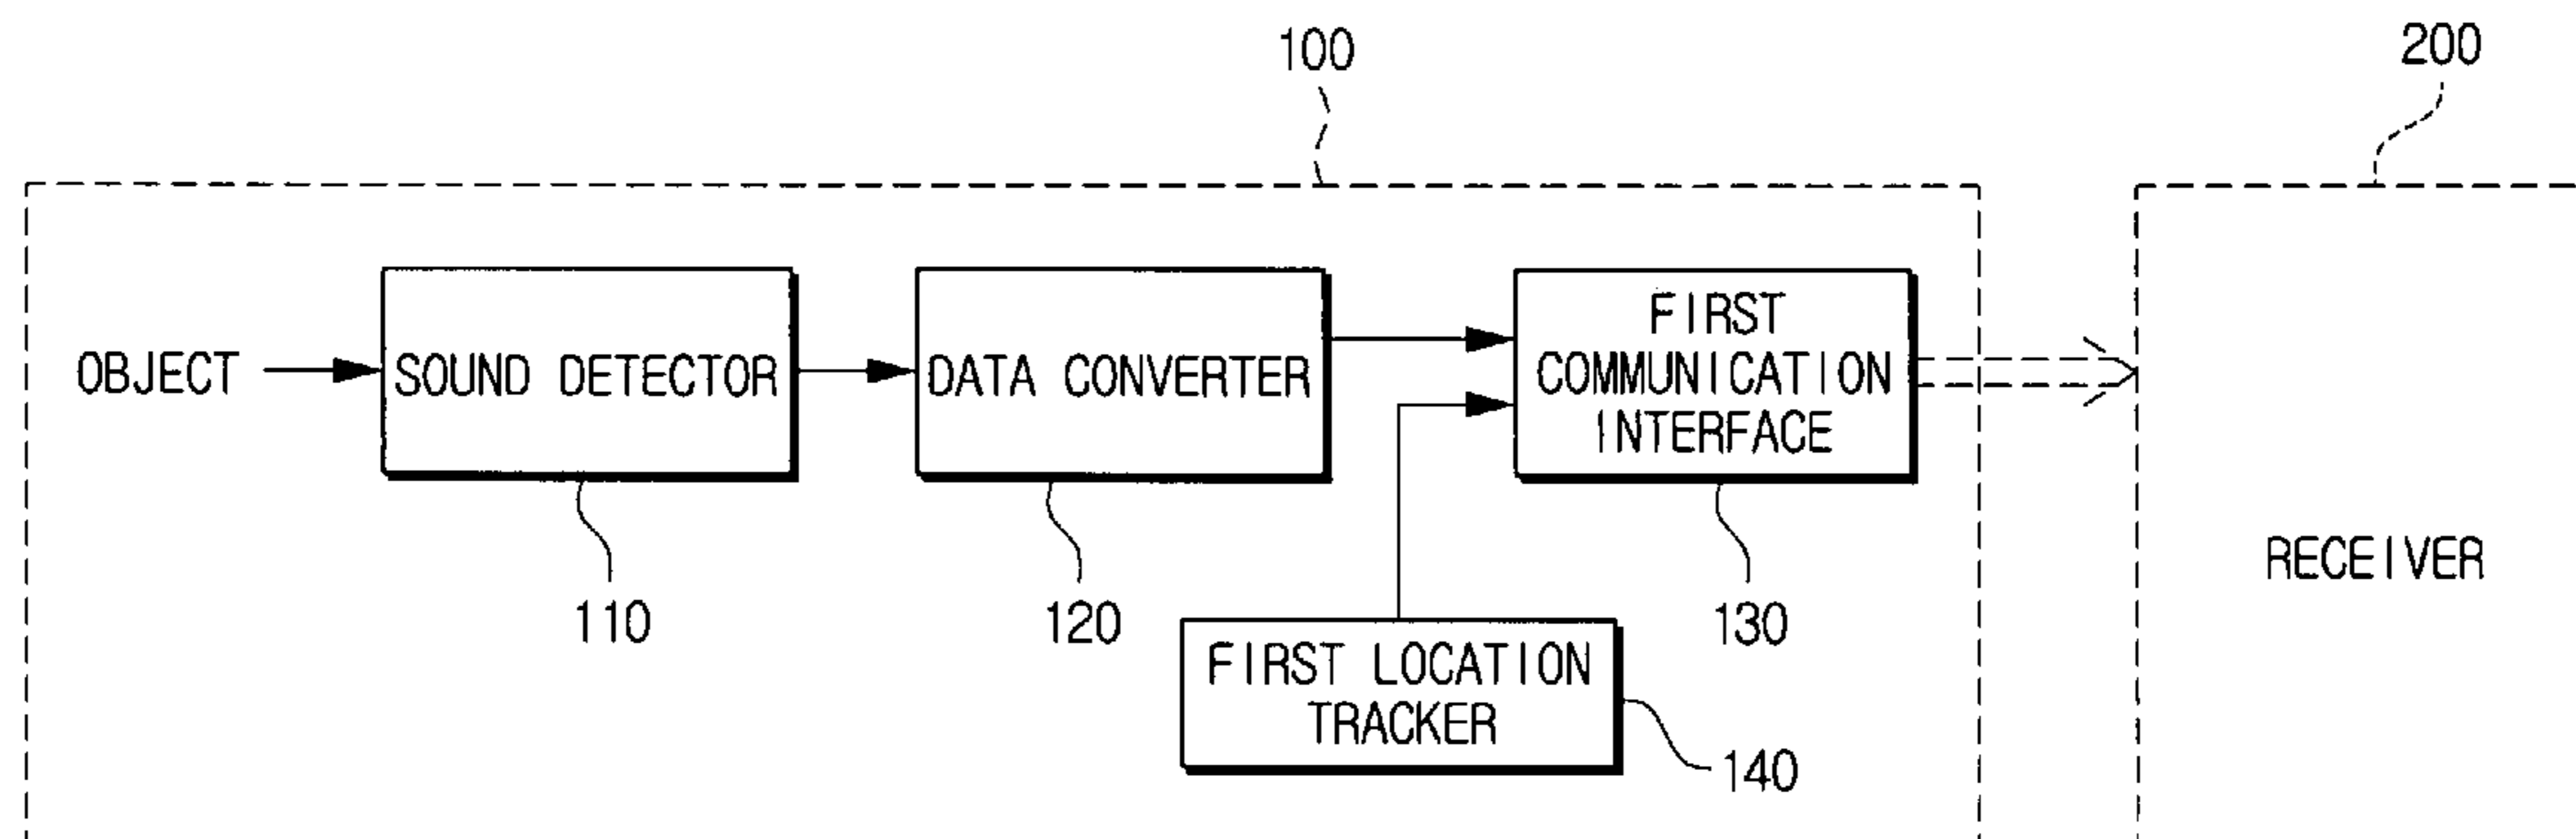 100
200
OBJECT
SOUND DETECTOR
DATA CONVERTER
FIRST
COMMUNICATION
INTERFACE
110
120
130
RECEIVER
FIRST LOCATION
TRACKER
140